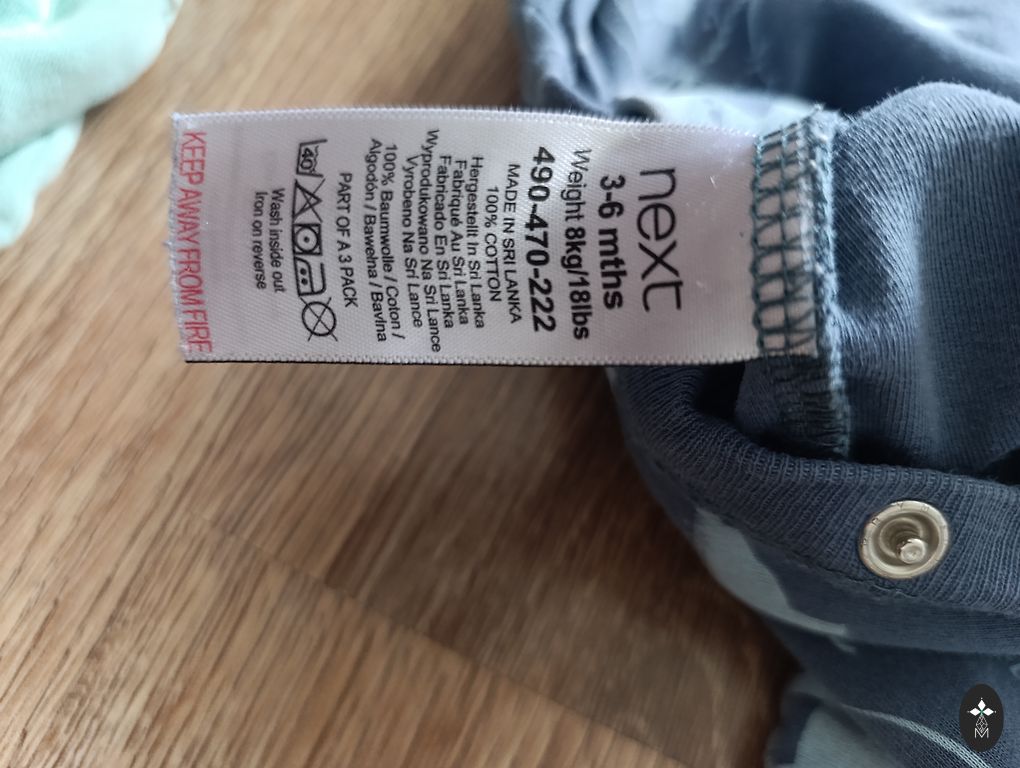 next
3-6 mths
Weight 8kg/18lbs
490-470-222
MADE IN SRI LANKA
100% COTTON
Hergestellt In Sri Lanka
Fabriqué Au Sri Lanka
Fabricado En Sri Lanka
Wyprodukowano Na Sri Lance
Vyrobeno Na Srí Lance
100% Baumwolle / Coton /
Algodón / Bawełna / Bavlna
PART OF A 3 PACK
40°
Wash inside out
Iron on reverse
KEEP AWAY FROM FIRE
M